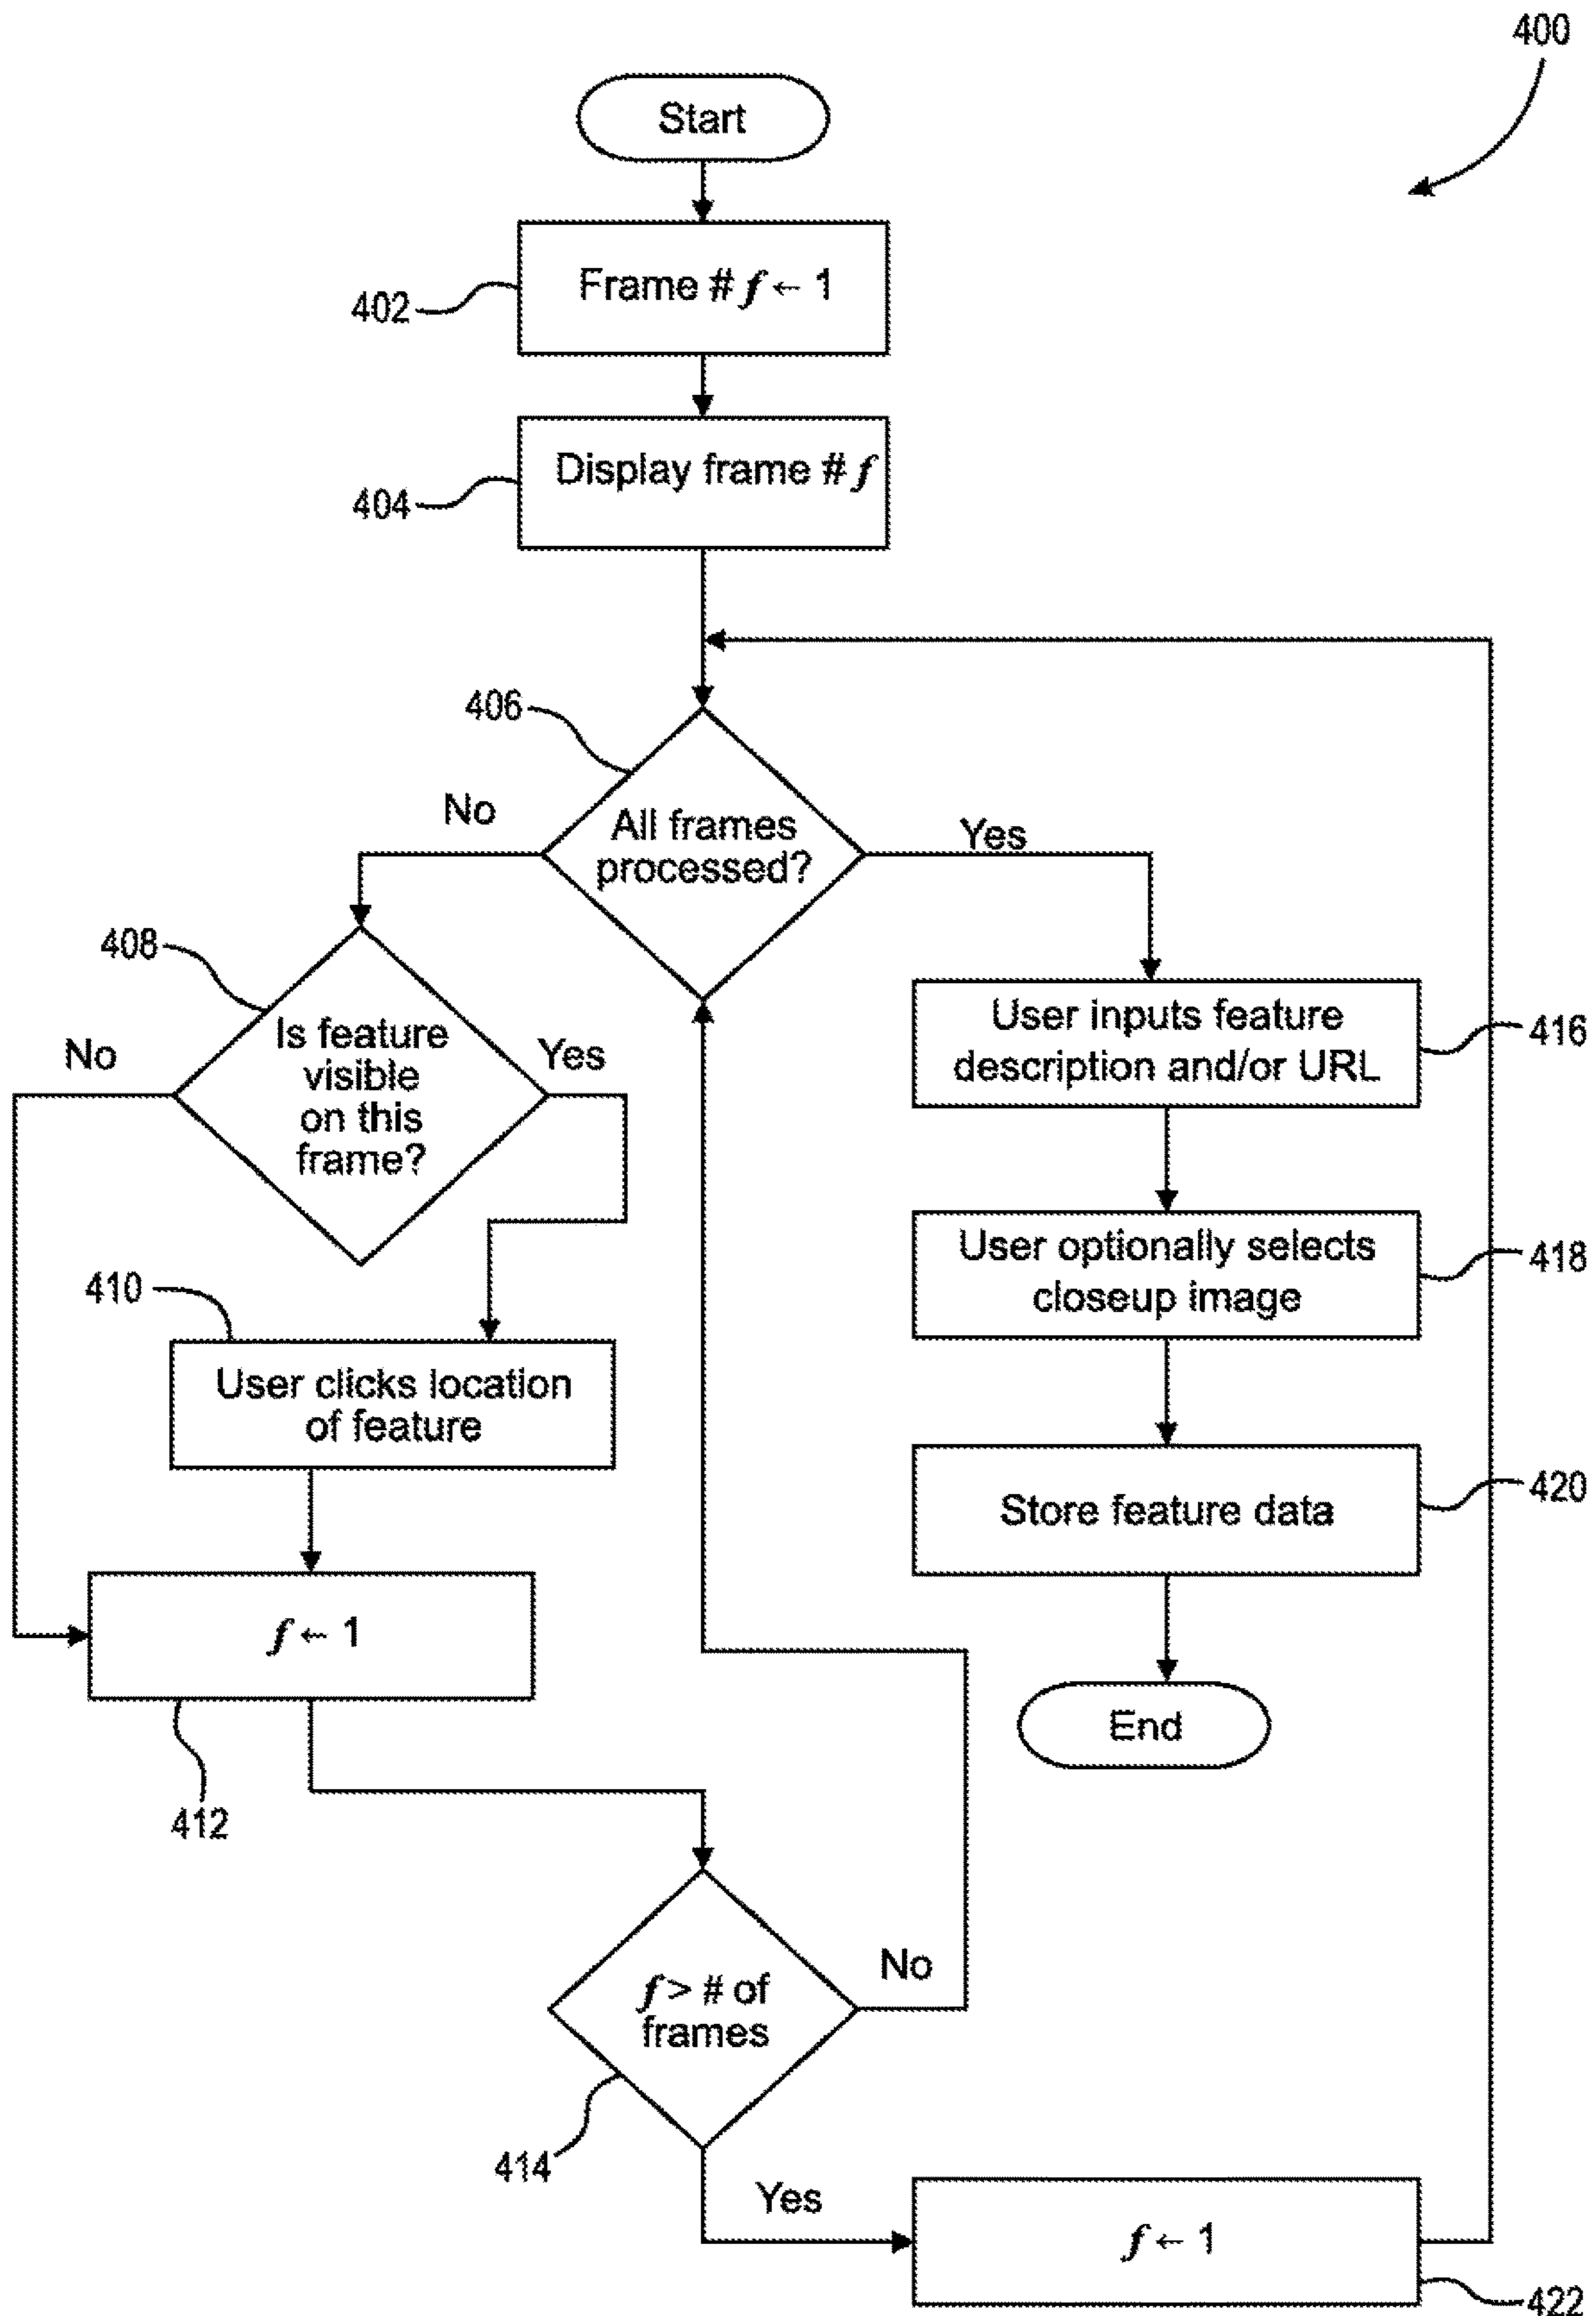 400
Start
Frame # f ← 1
402
Display frame # f
404
406
No
All frames
processed?
Yes
408
No
Is feature
visible
on this
frame?
Yes
User inputs feature
description and/or URL
416
User optionally selects
closeup image
418
410
User clicks location
of feature
Store feature data
420
f ← 1
412
End
f > # of
frames
No
414
Yes
f ← 1
422